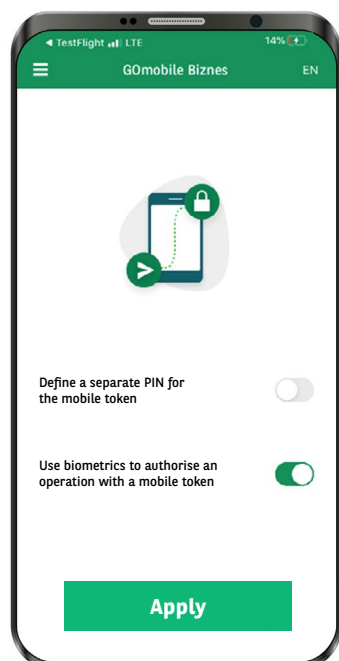 TestFlight LTE 14%
GOmobile Biznes EN
Define a separate PIN for
the mobile token
Use biometrics to authorise an
operation with a mobile token
Apply